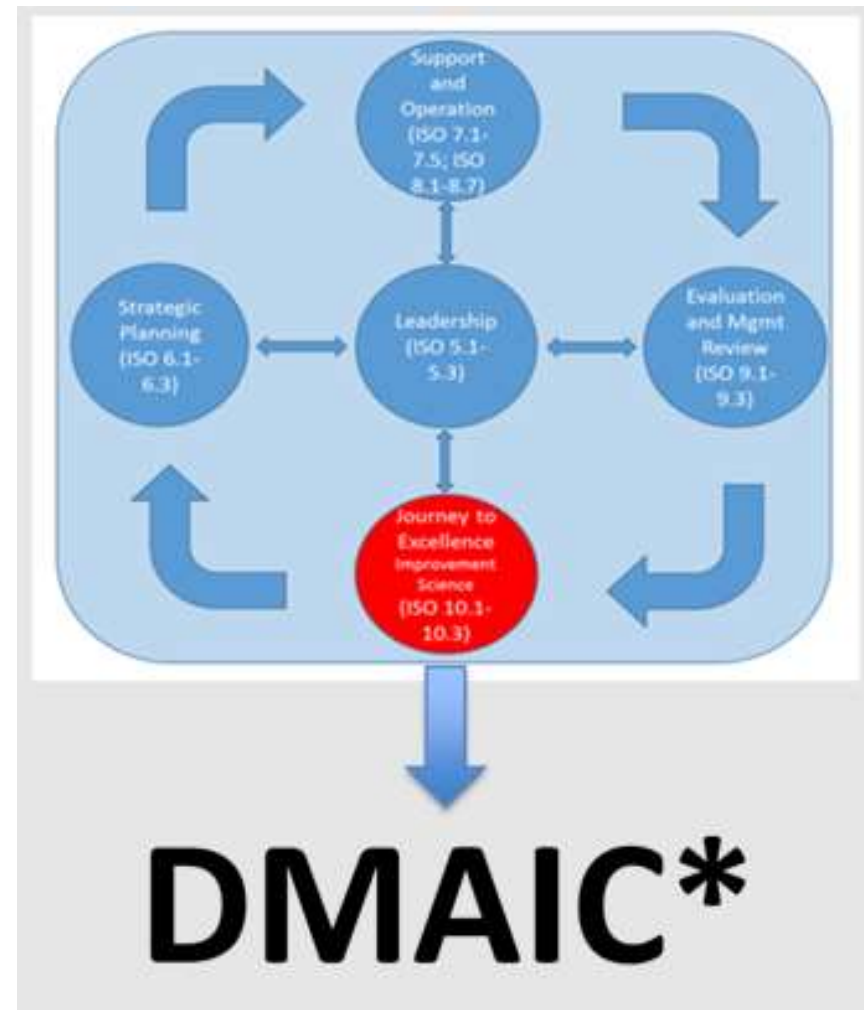 Support
and
Operation
(ISO 7.1-
7.5; ISO
8.1-8.7)
Strategic
Planning
(ISO 6.1-
6.3)
Leadership
(ISO 5.1-
5.3)
Evaluation
and Mgmt
Review
(ISO 9.1-
9.3)
Journey to
Excellence
Improvement
Science
(ISO 10.1-
10.3)
DMAIC*